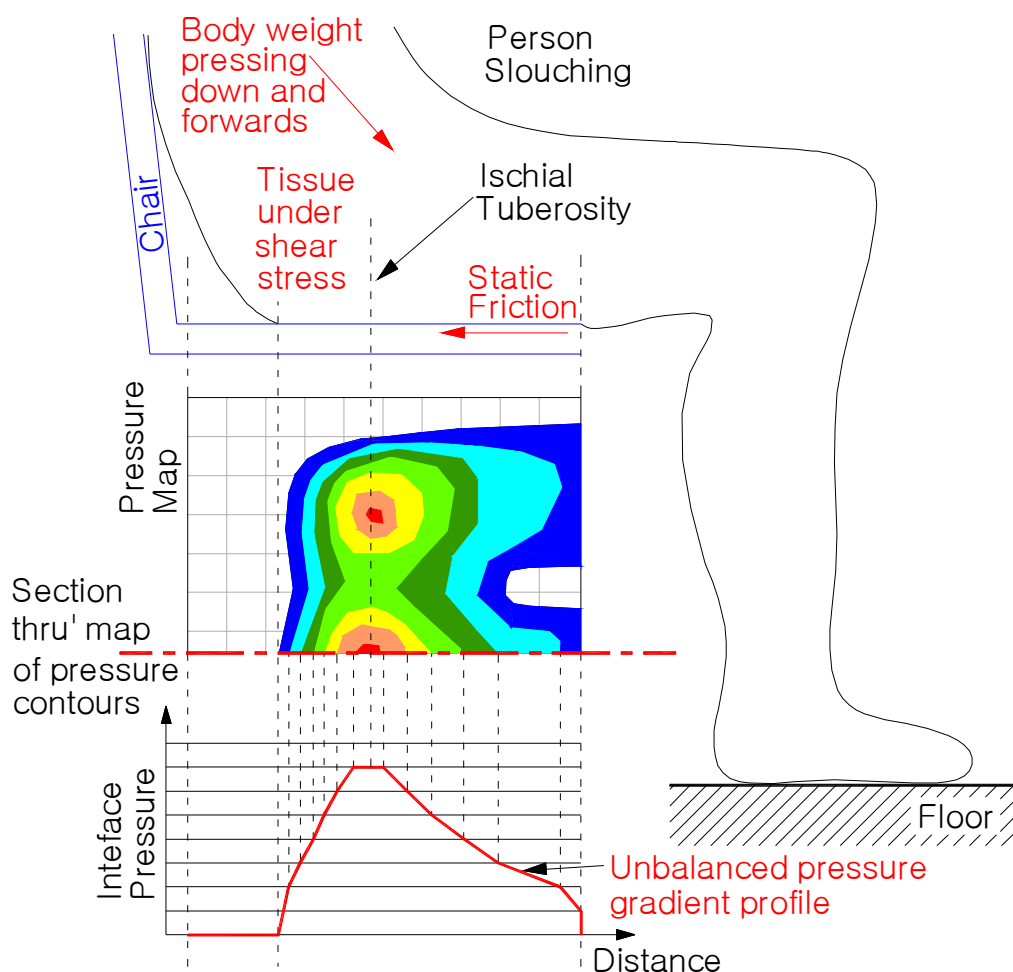 Body weight
pressing
down and
forwards
Person
Slouching
Chair
Tissue
under
shear
stress
Ischial
Tuberosity
Static
Friction
Pressure
Map
Section
thru' map
of pressure
contours
Inteface
Pressure
Floor
Unbalanced pressure
gradient profile
Distance